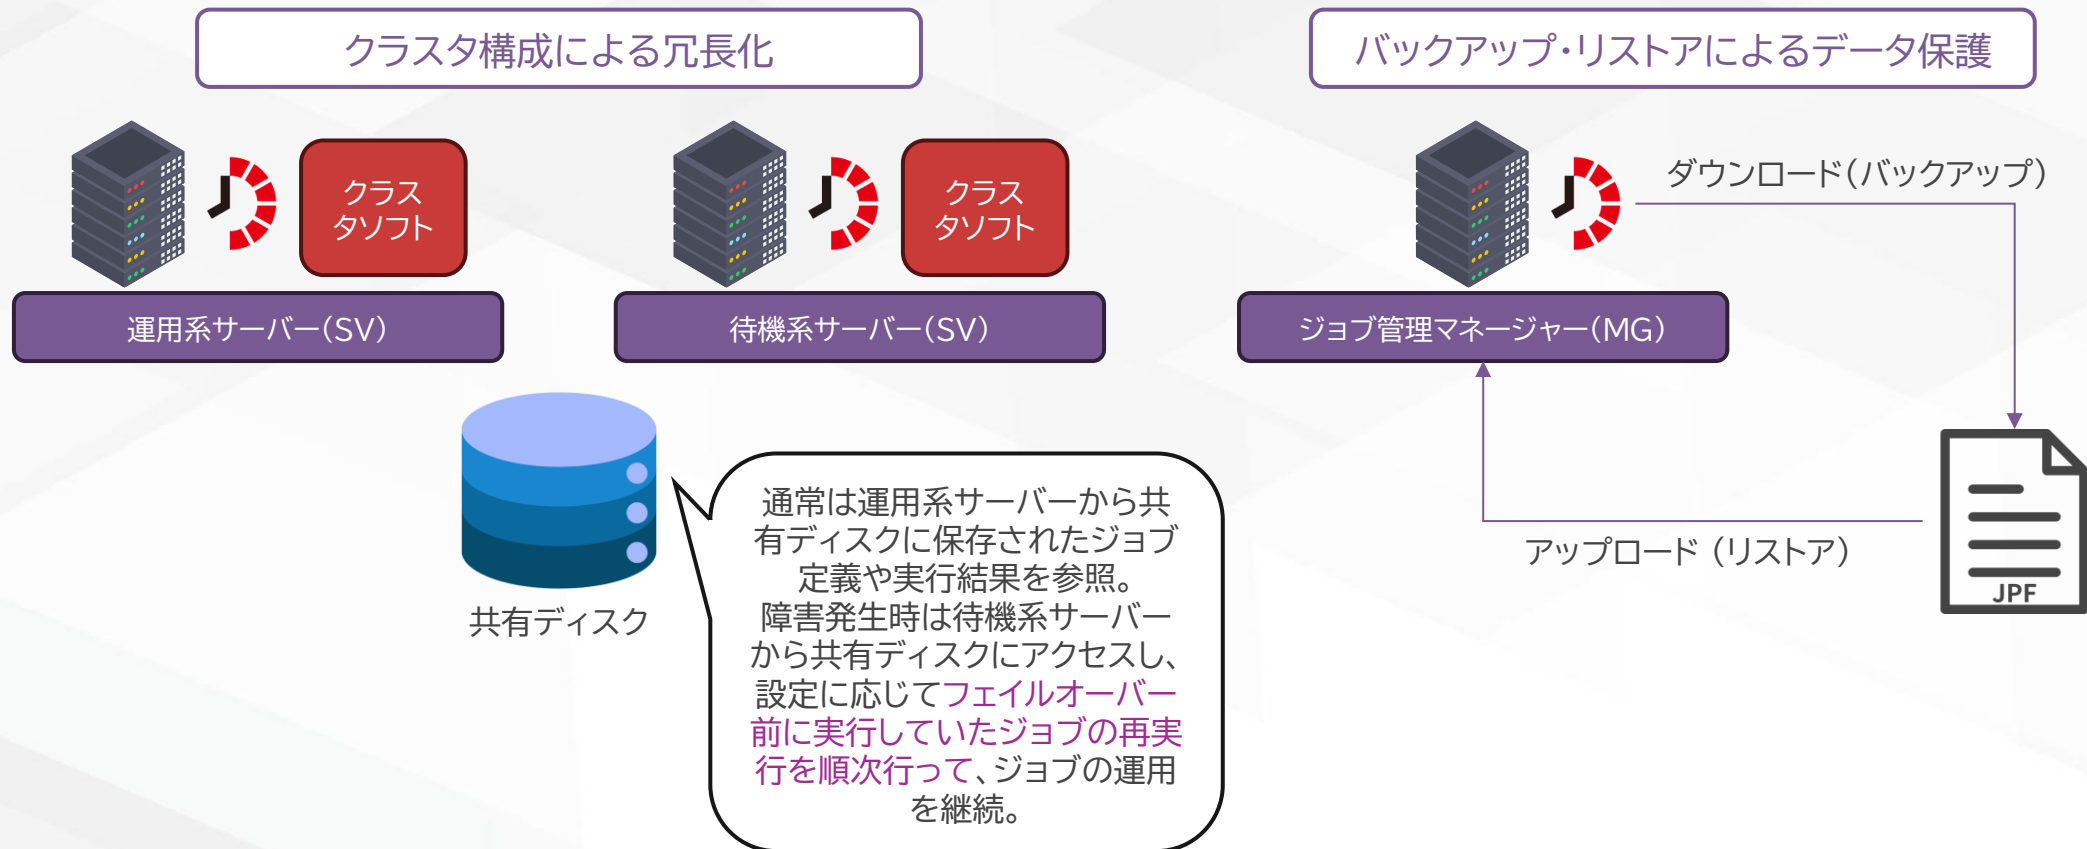 クラスタ構成による冗長化
クラス
タソフト
運用系サーバー(SV)
クラス
タソフト
待機系サーバー(SV)
共有ディスク
通常は運用系サーバーから共
有ディスクに保存されたジョブ
定義や実行結果を参照。
障害発生時は待機系サーバー
から共有ディスクにアクセスし、
設定に応じてフェイルオーバー
前に実行していたジョブの再実
行を順次行って、ジョブの運用
を継続。
バックアップ・リストアによるデータ保護
ダウンロード(バックアップ)
ジョブ管理マネージャー(MG)
アップロード (リストア)
JPF